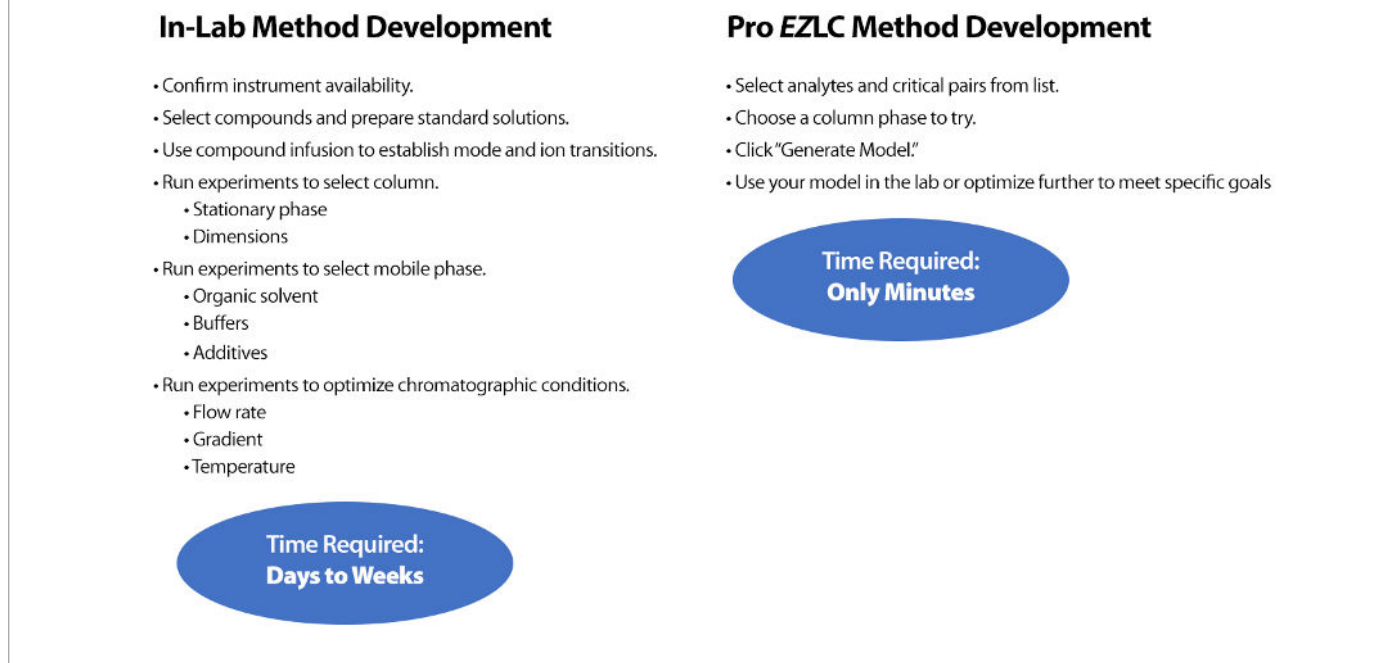 In-Lab Method Development
• Confirm instrument availability.
• Select compounds and prepare standard solutions.
• Use compound infusion to establish mode and ion transitions.
• Run experiments to select column.
• Stationary phase
• Dimensions
• Run experiments to select mobile phase.
• Organic solvent
• Buffers
• Additives
• Run experiments to optimize chromatographic conditions.
• Flow rate
• Gradient
• Temperature
Time Required:
Days to Weeks
Pro EZLC Method Development
• Select analytes and critical pairs from list.
• Choose a column phase to try.
• Click “Generate Model.”
• Use your model in the lab or optimize further to meet specific goals
Time Required:
Only Minutes